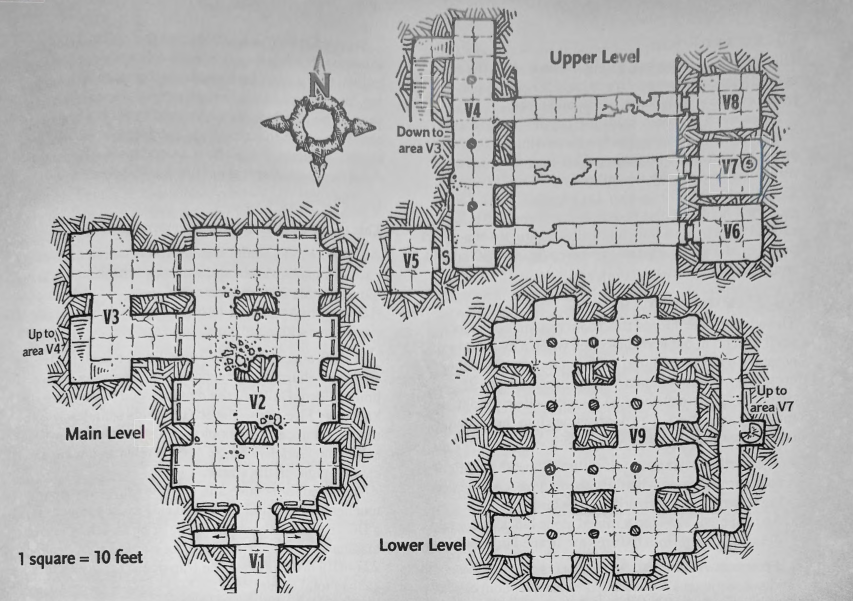 N
Upper Level
V4
V8
Down to
area V3
V7
S
V5
S
V6
V3
Up to
area V4
V2
Main Level
V9
Up to
area V7
Lower Level
1 square = 10 feet
V1